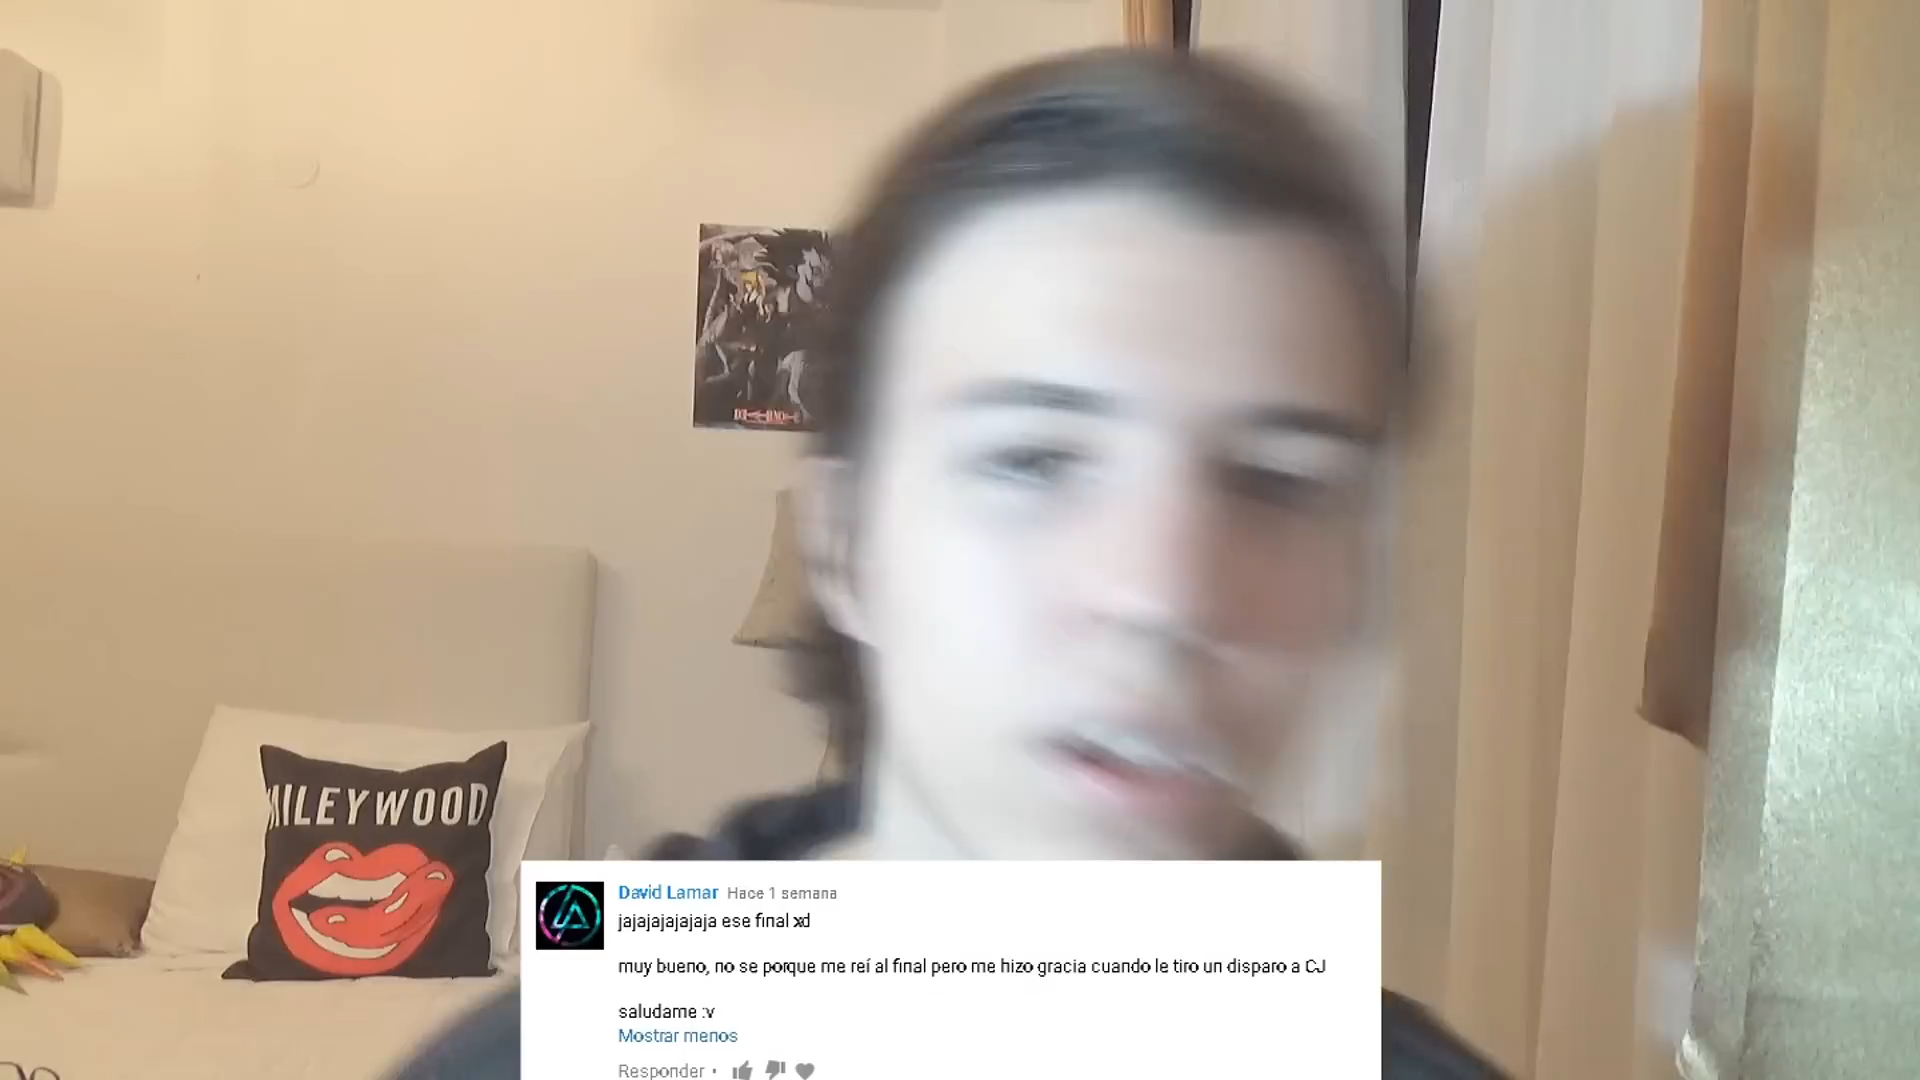 MILEYWOOD
David Lamar Hace 1 semana
jajajajajajaja ese final xd
muy bueno, no se porque me reí al final pero me hizo gracia cuando le tiro un disparo a CJ
saludame :v
Mostrar menos
Responder •